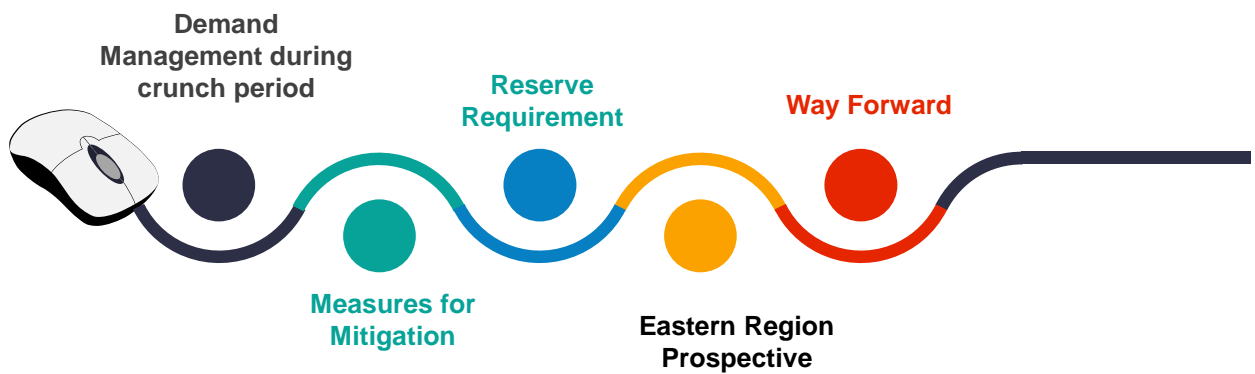 Demand
Management during
crunch period
Measures for
Mitigation
Reserve
Requirement
Eastern Region
Prospective
Way Forward